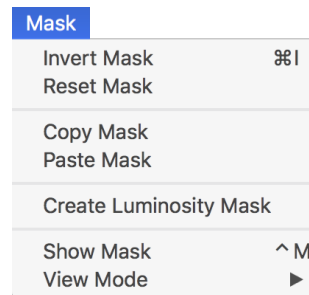 Mask
Invert Mask ⌘I
Reset Mask
Copy Mask
Paste Mask
Create Luminosity Mask
Show Mask ^M
View Mode ▶